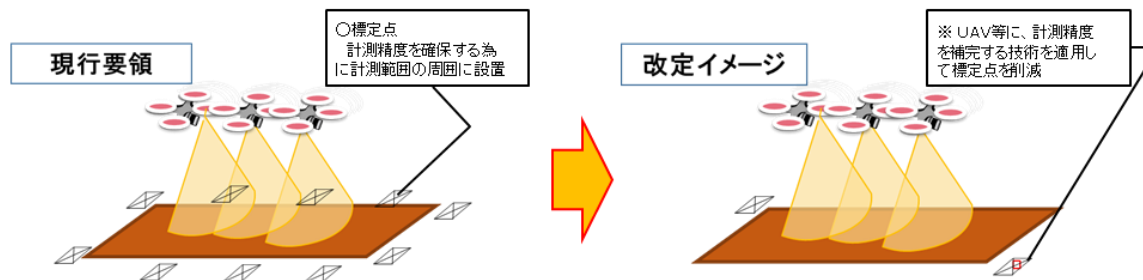 現行要領
○標定点
計測精度を確保する為
に計測範囲の周囲に設置
改定イメージ
※ UAV等に、計測精度
を補完する技術を適用し
て標定点を削減